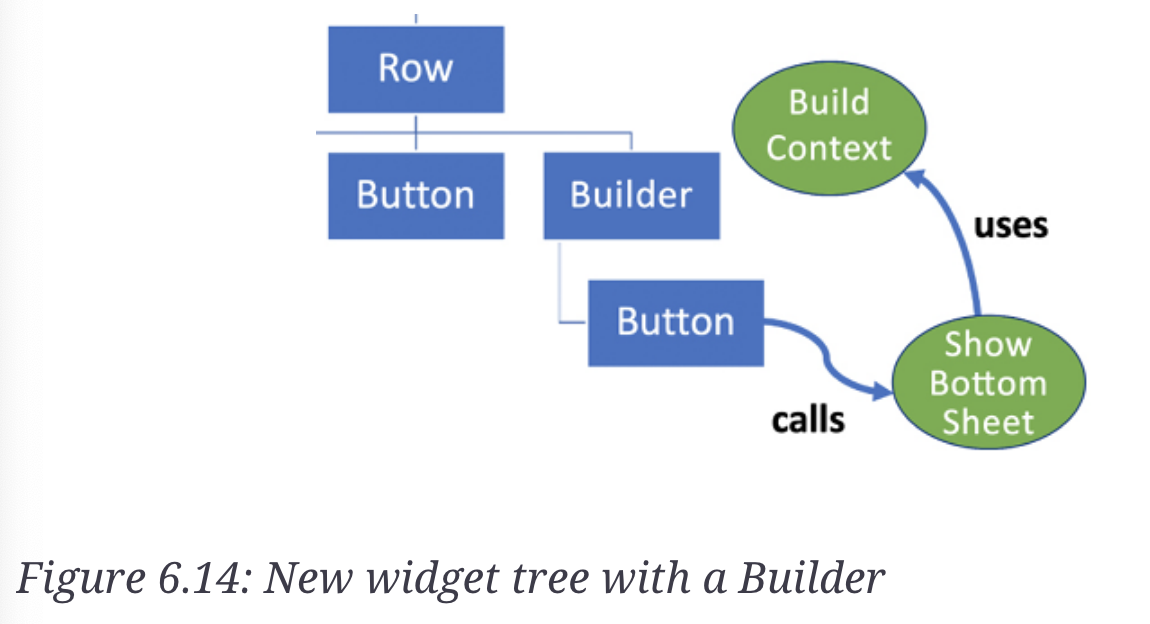 Row
Build
Context
Button
Builder
uses
Button
Show
Bottom
Sheet
calls
Figure 6.14: New widget tree with a Builder